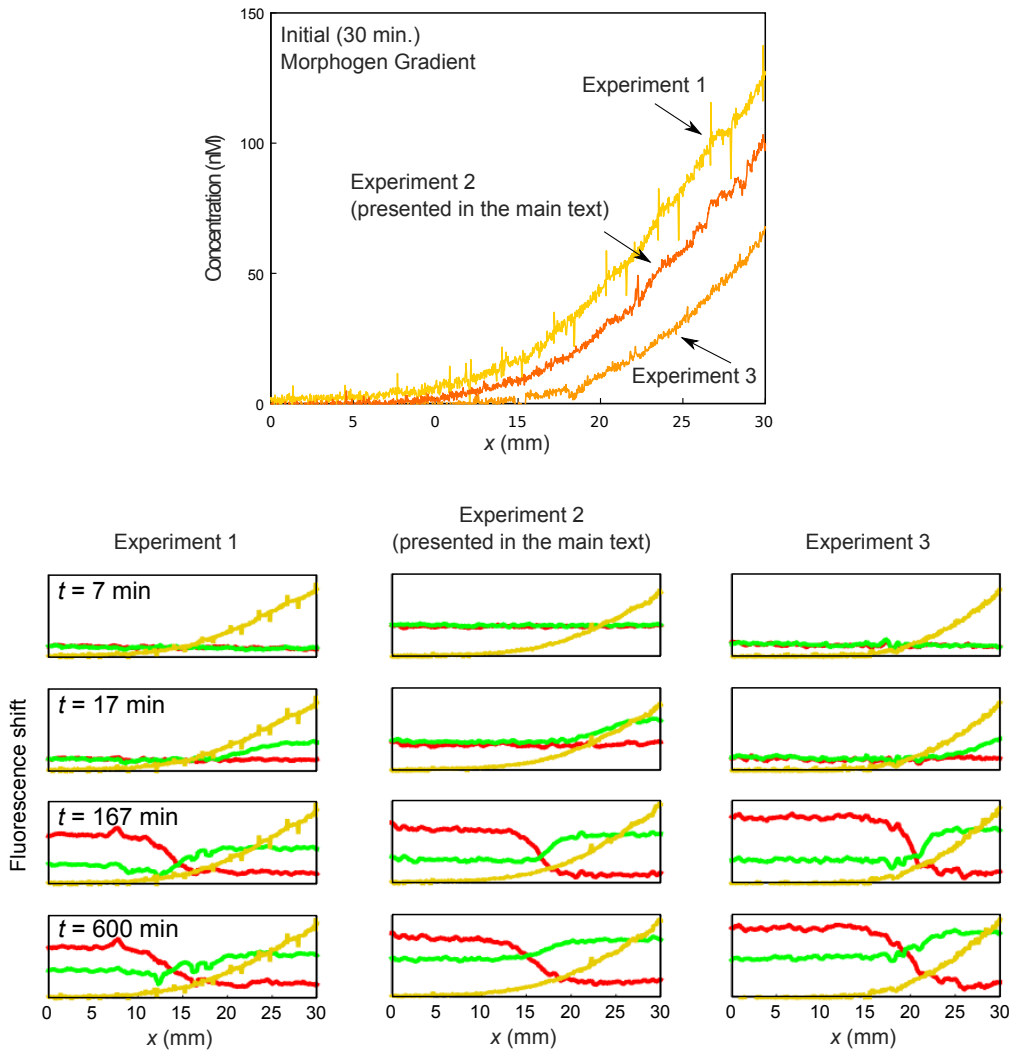 150
Initial (30 min.)
Morphogen Gradient
Experiment 1
100
Experiment 2
(presented in the main text)
Concentration (nM)
50
Experiment 3
0
0 5 0 15 20 25 30
x (mm)
Experiment 1
Experiment 2
(presented in the main text)
Experiment 3
Fluorescence shift
t = 7 min
t = 17 min
t = 167 min
t = 600 min
0 5 10 15 20 25 30
0 5 10 15 20 25 30
0 5 10 15 20 25 30
x (mm)
x (mm)
x (mm)